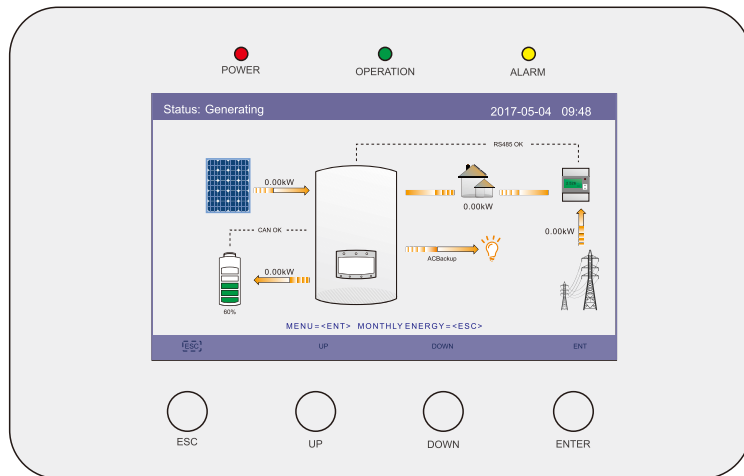 POWER OPERATION ALARM
Status: Generating 2017-05-04 09:48
RS485 OK
0.00kW
0.00kW
CAN OK
0.00kW
0.00kW
ACBackup
60%
MENU=<ENT> MONTHLY ENERGY=<ESC>
ESC UP DOWN ENT
ESC UP DOWN ENTER